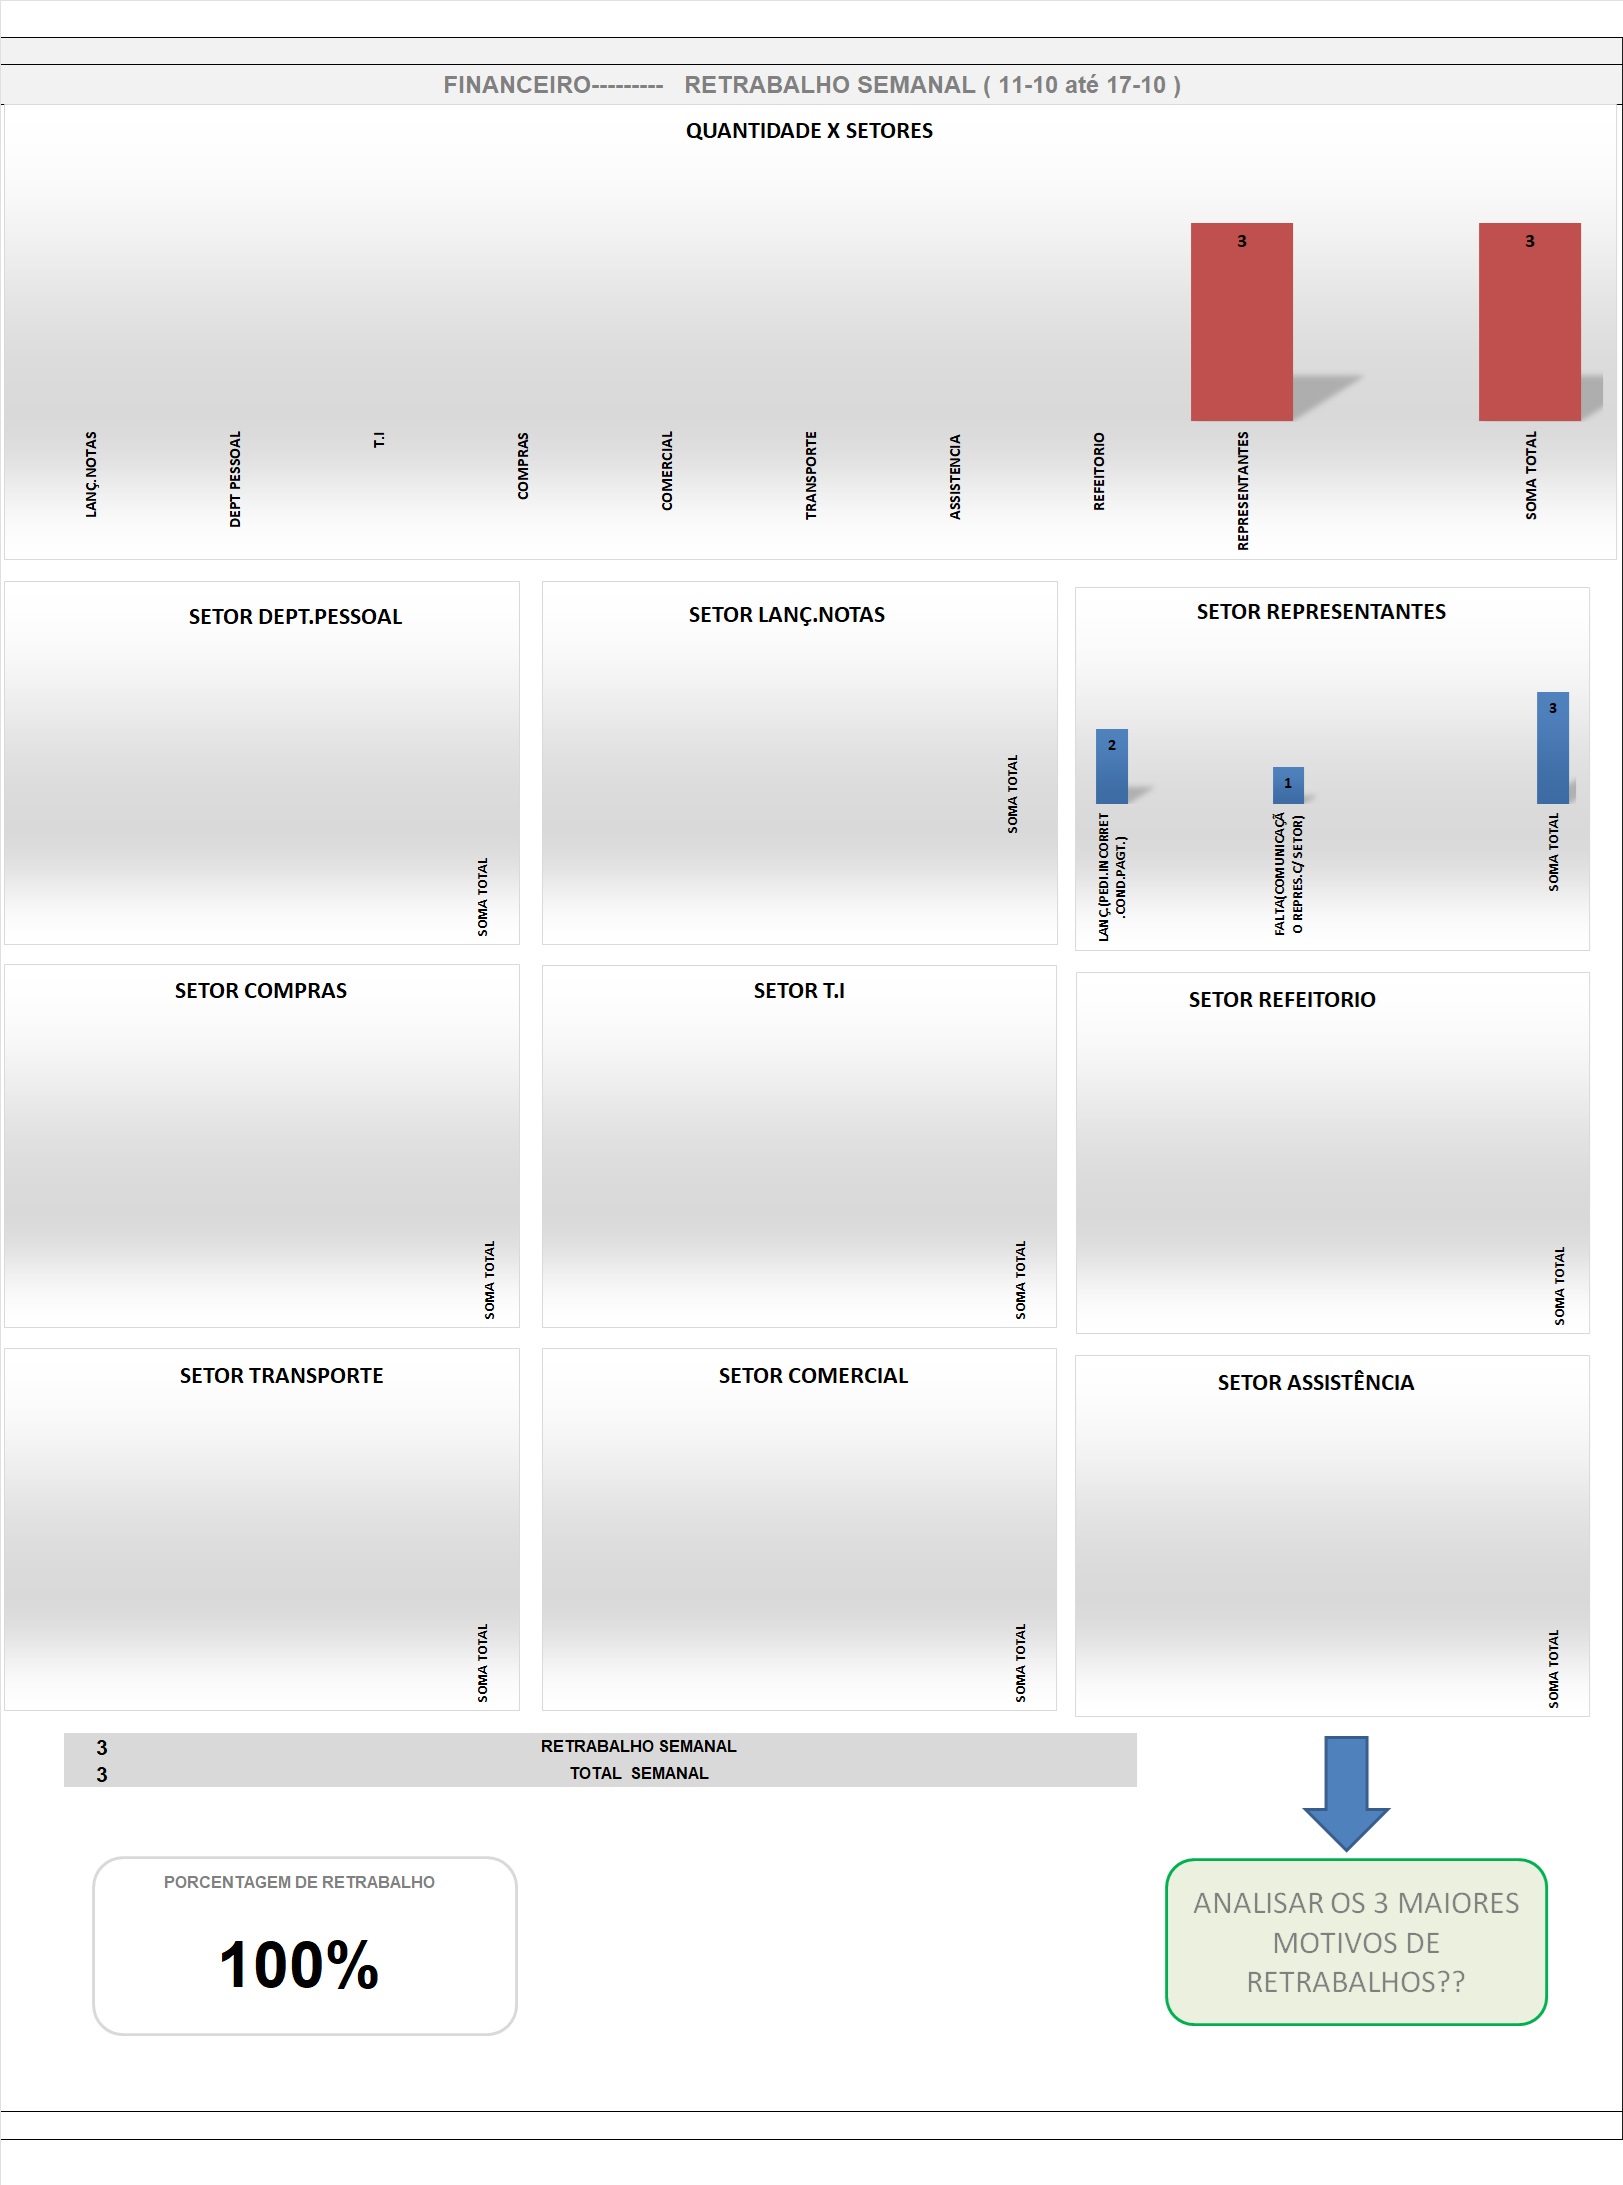 FINANCEIRO---------   RETRABALHO SEMANAL ( 11-10 até 17-10 )
QUANTIDADE X SETORES
3
3
LANÇ.NOTAS
DEPT PESSOAL
T.I
COMPRAS
COMERCIAL
TRANSPORTE
ASSISTENCIA
REFEITORIO
REPRESENTANTES
SOMA TOTAL
SETOR DEPT.PESSOAL
SOMA TOTAL
SETOR LANÇ.NOTAS
SOMA TOTAL
SETOR REPRESENTANTES
2
1
3
LANÇ.(PEDI.INCORRET
.COND.PAGT.)
FALTA(COMUNICAÇÃ
O REPRES.C/ SETOR)
SOMA TOTAL
SETOR COMPRAS
SOMA TOTAL
SETOR T.I
SOMA TOTAL
SETOR REFEITORIO
SOMA TOTAL
SETOR TRANSPORTE
SOMA TOTAL
SETOR COMERCIAL
SOMA TOTAL
SETOR ASSISTÊNCIA
SOMA TOTAL
3 RETRABALHO SEMANAL
3 TOTAL  SEMANAL
PORCENTAGEM DE RETRABALHO
100%
ANALISAR OS 3 MAIORES
MOTIVOS DE
RETRABALHOS??